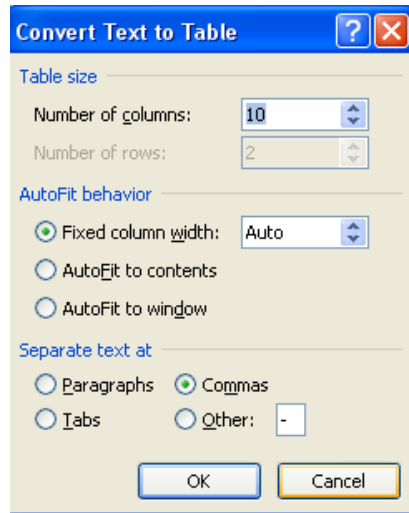 Convert Text to Table
Table size
Number of columns: 10
Number of rows: 2
AutoFit behavior
Fixed column width: Auto
AutoFit to contents
AutoFit to window
Separate text at
Paragraphs Commas
Tabs Other: -
OK Cancel